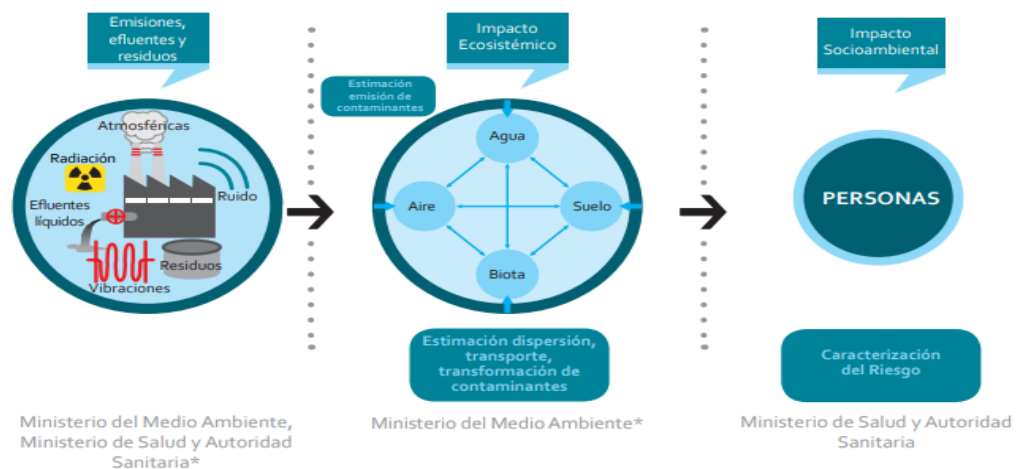 Emisiones,
efluentes y
residuos
Atmosféricas
Radiación
Ruido
Efluentes
líquidos
Residuos
Vibraciones
Ministerio del Medio Ambiente,
Ministerio de Salud y Autoridad
Sanitaria*
Impacto
Ecosistémico
Estimación
emisión de
contaminantes
Agua
Aire
Suelo
Biota
Estimación dispersión,
transporte,
transformación de
contaminantes
Ministerio del Medio Ambiente*
Impacto
Socioambiental
PERSONAS
Caracterización
del Riesgo
Ministerio de Salud y Autoridad
Sanitaria